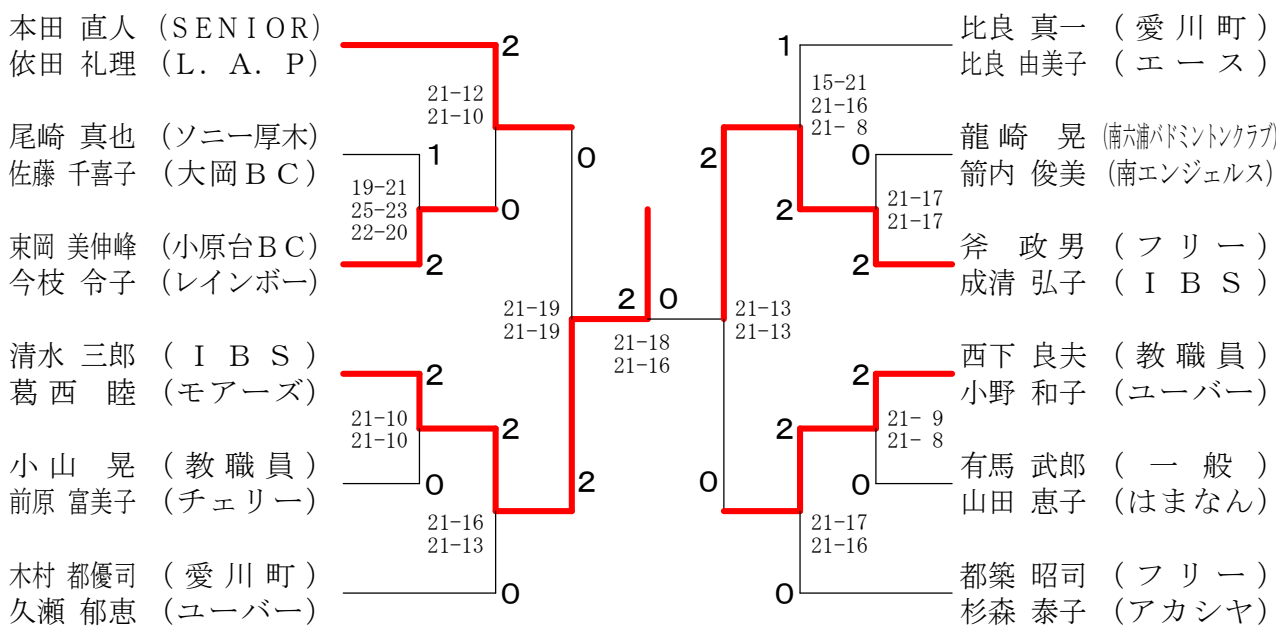 本田 直人 (SENIOR)
依田 礼理 (L. A. P)
尾崎 真也 (ソニー厚木)
佐藤 千喜子 (大岡BC)
束岡 美伸峰 (小原台BC)
今枝 令子 (レインボー)
清水 三郎 (I B S)
葛西 睦 (モアーズ)
小山 晃 (教職員)
前原 富美子 (チェリー)
木村 都優司 (愛川町)
久瀬 郁恵 (ユーバー)
2
21-12
21-10
1
19-21
25-23
22-20
0
2
0
21-19
21-19
2
21-10
21-10
0
2
2
21-16
21-13
0
2 0
21-18
21-16
1
15-21
21-16
21- 8
2
0
2
21-17
21-17
2
21-13
21-13
2
2
21- 9
21- 8
0
0
21-17
21-16
0
比良 真一 (愛川町)
比良 由美子 (エース)
龍崎 晃 (南六浦バドミントンクラブ)
箭内 俊美 (南エンジェルス)
斧 政男 (フリー)
成清 弘子 (I B S)
西下 良夫 (教職員)
小野 和子 (ユーバー)
有馬 武郎 (一般)
山田 恵子 (はまなん)
都築 昭司 (フリー)
杉森 泰子 (アカシヤ)